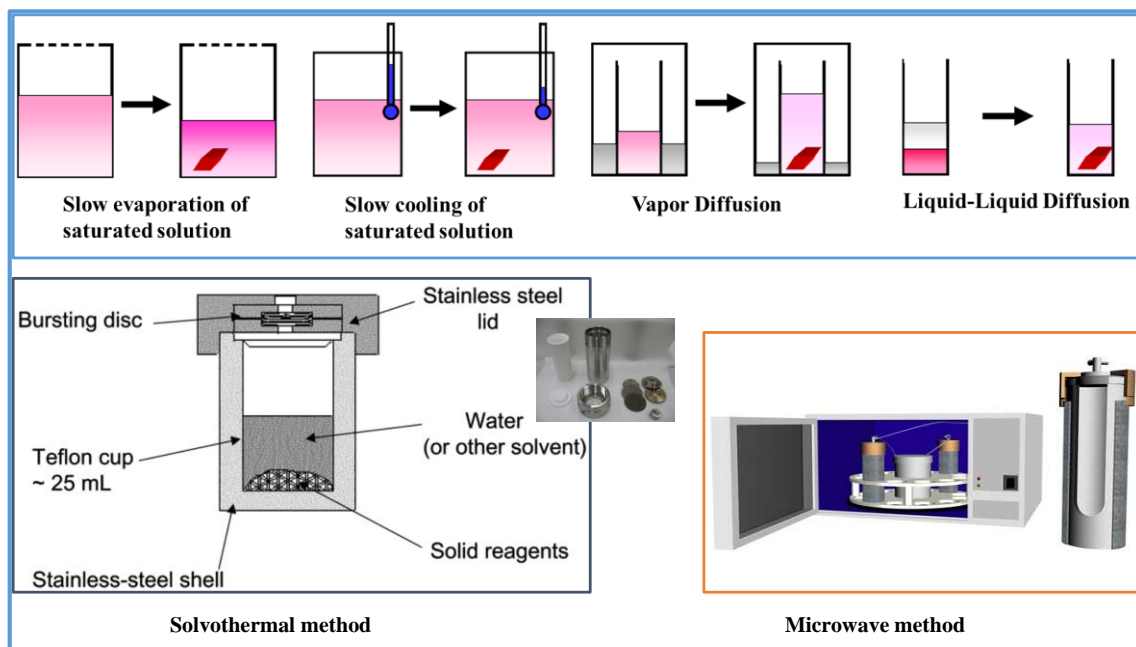 Slow evaporation of
saturated solution
Slow cooling of
saturated solution
Vapor Diffusion
Liquid-Liquid Diffusion
Bursting disc
Stainless steel
lid
Teflon cup
~ 25 mL
Water
(or other solvent)
Solid reagents
Stainless-steel shell
Solvothermal method
Microwave method